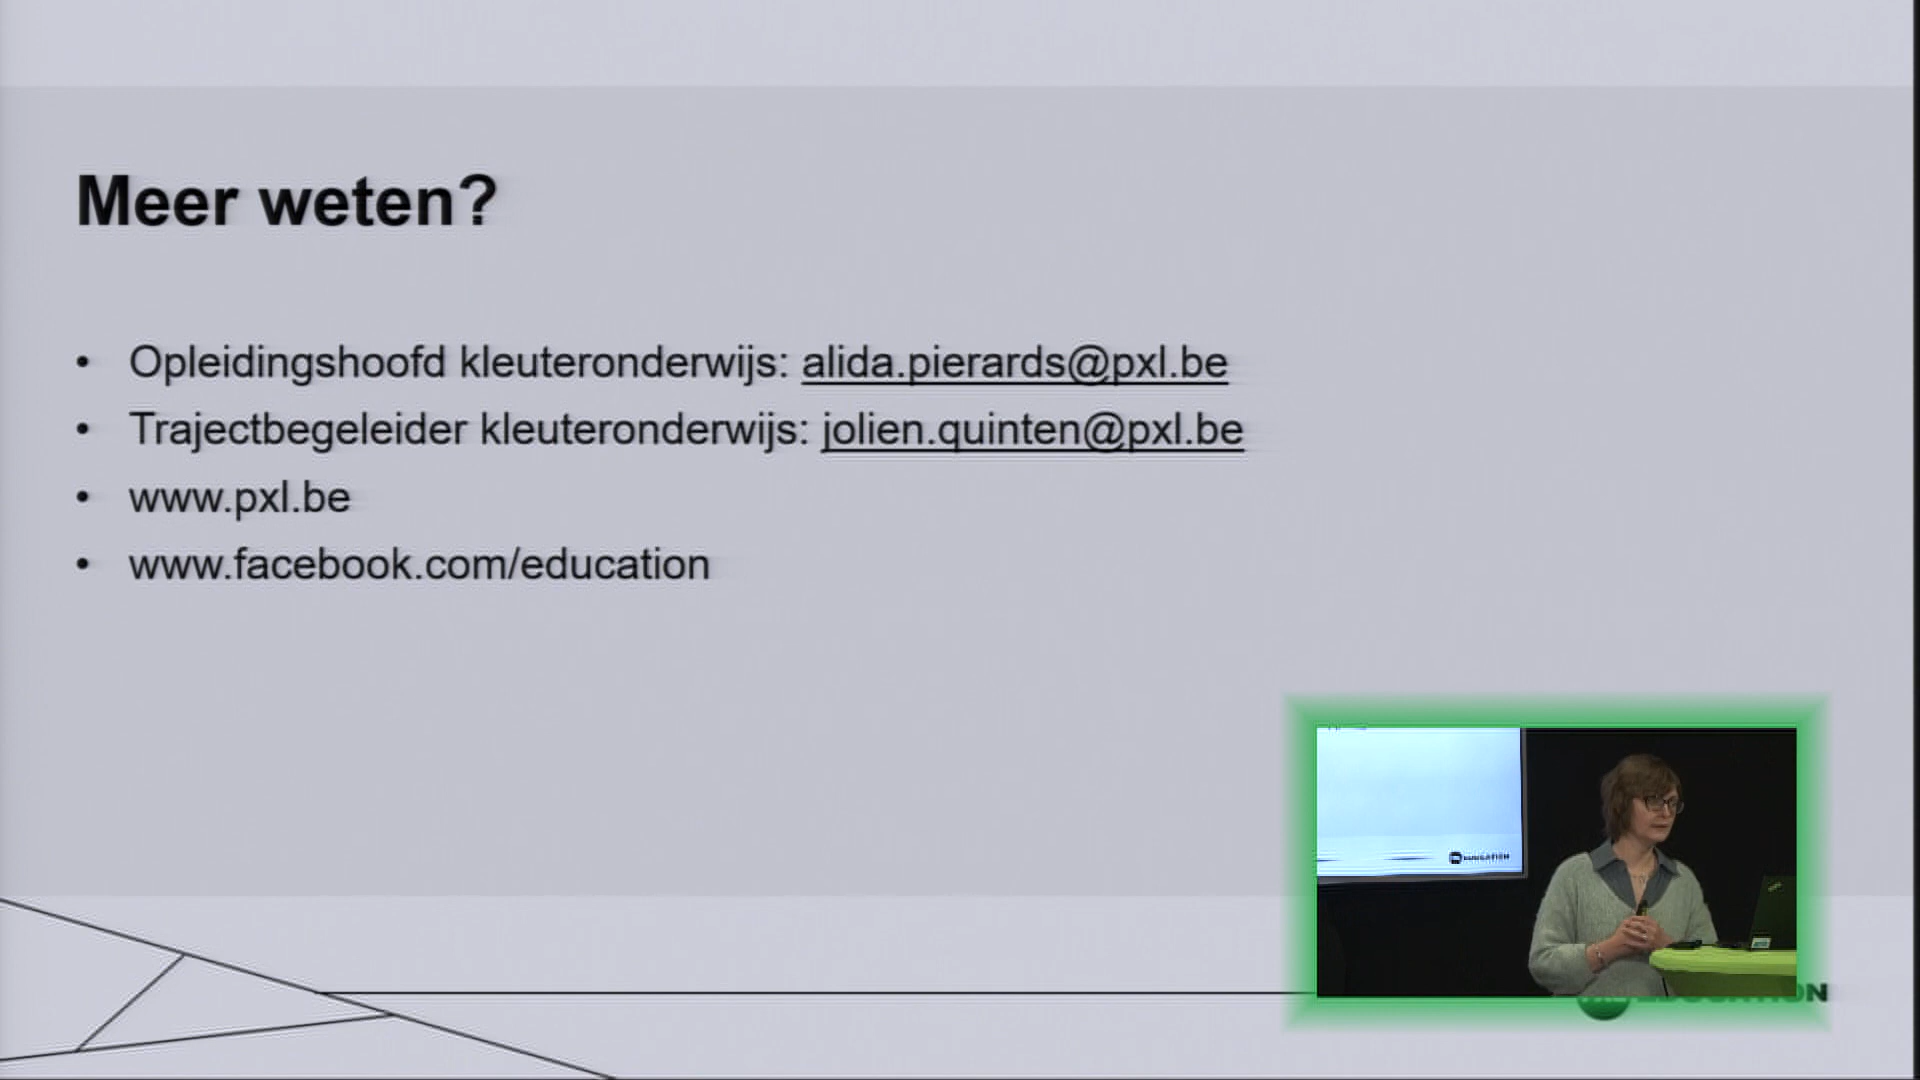 Meer weten?
• Opleidingshoofd kleuteronderwijs: alida.pierards@pxl.be
• Trajectbegeleider kleuteronderwijs: jolien.quinten@pxl.be
• www.pxl.be
• www.facebook.com/education
EDUCATION